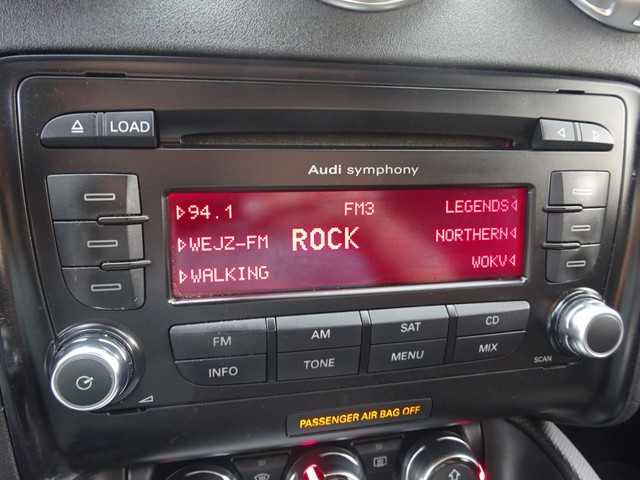 LOAD
Audi symphony
94.1 FM3 LEGENDS
WEJZ-FM ROCK NORTHERN
WALKING WOKV
FM AM SAT CD
INFO TONE MENU MIX
SCAN
PASSENGER AIR BAG OFF